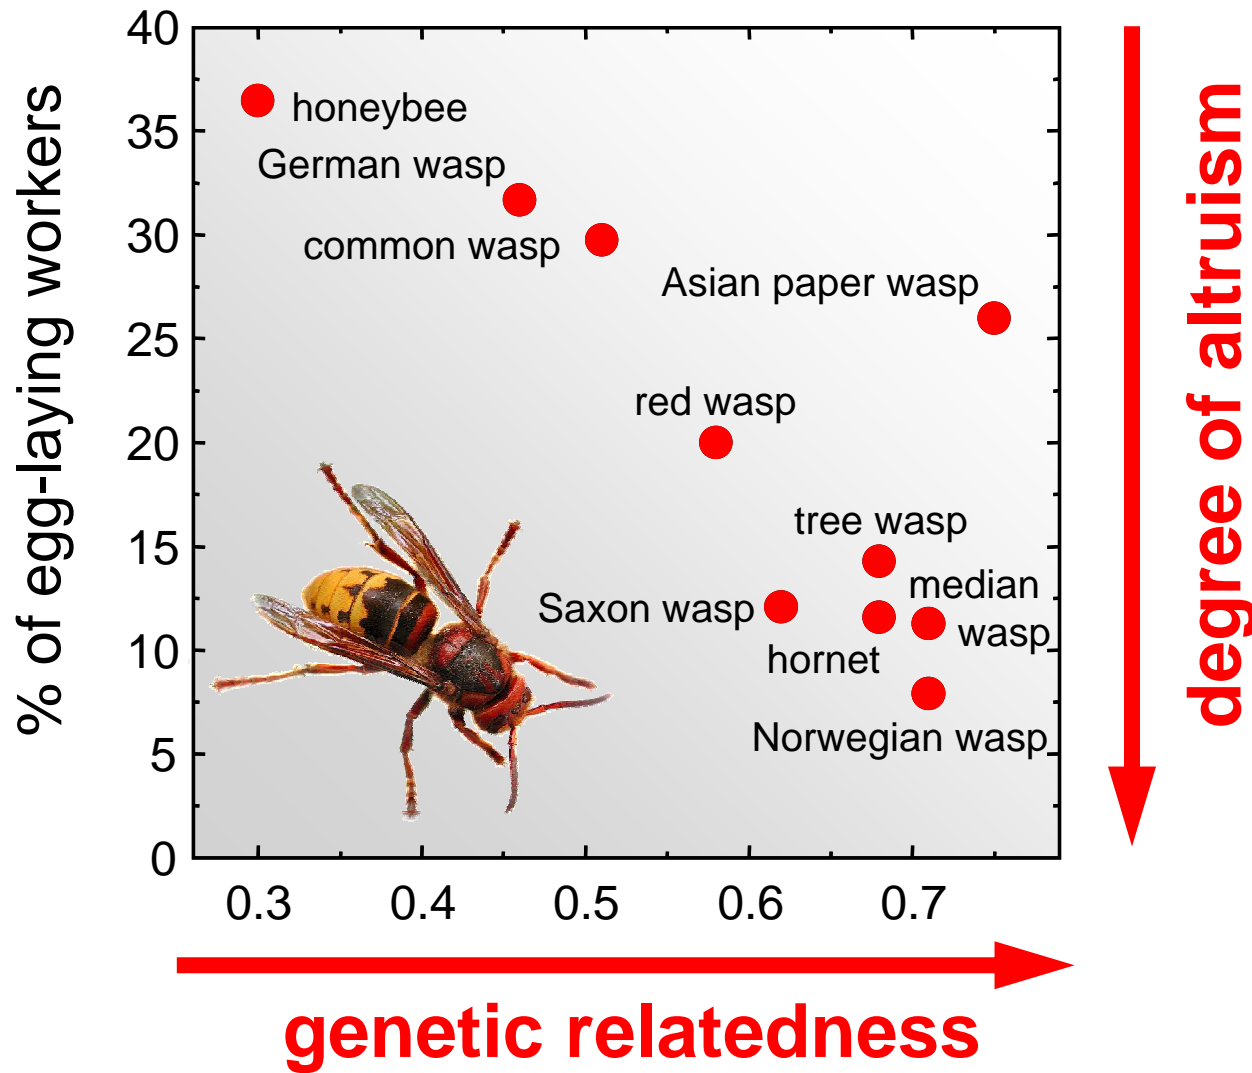 % of egg-laying workers
40
35
30
25
20
15
10
5
0
honeybee
German wasp
common wasp
Asian paper wasp
red wasp
tree wasp
median
wasp
Saxon wasp
hornet
Norwegian wasp
0.3 0.4 0.5 0.6 0.7
genetic relatedness
degree of altruism